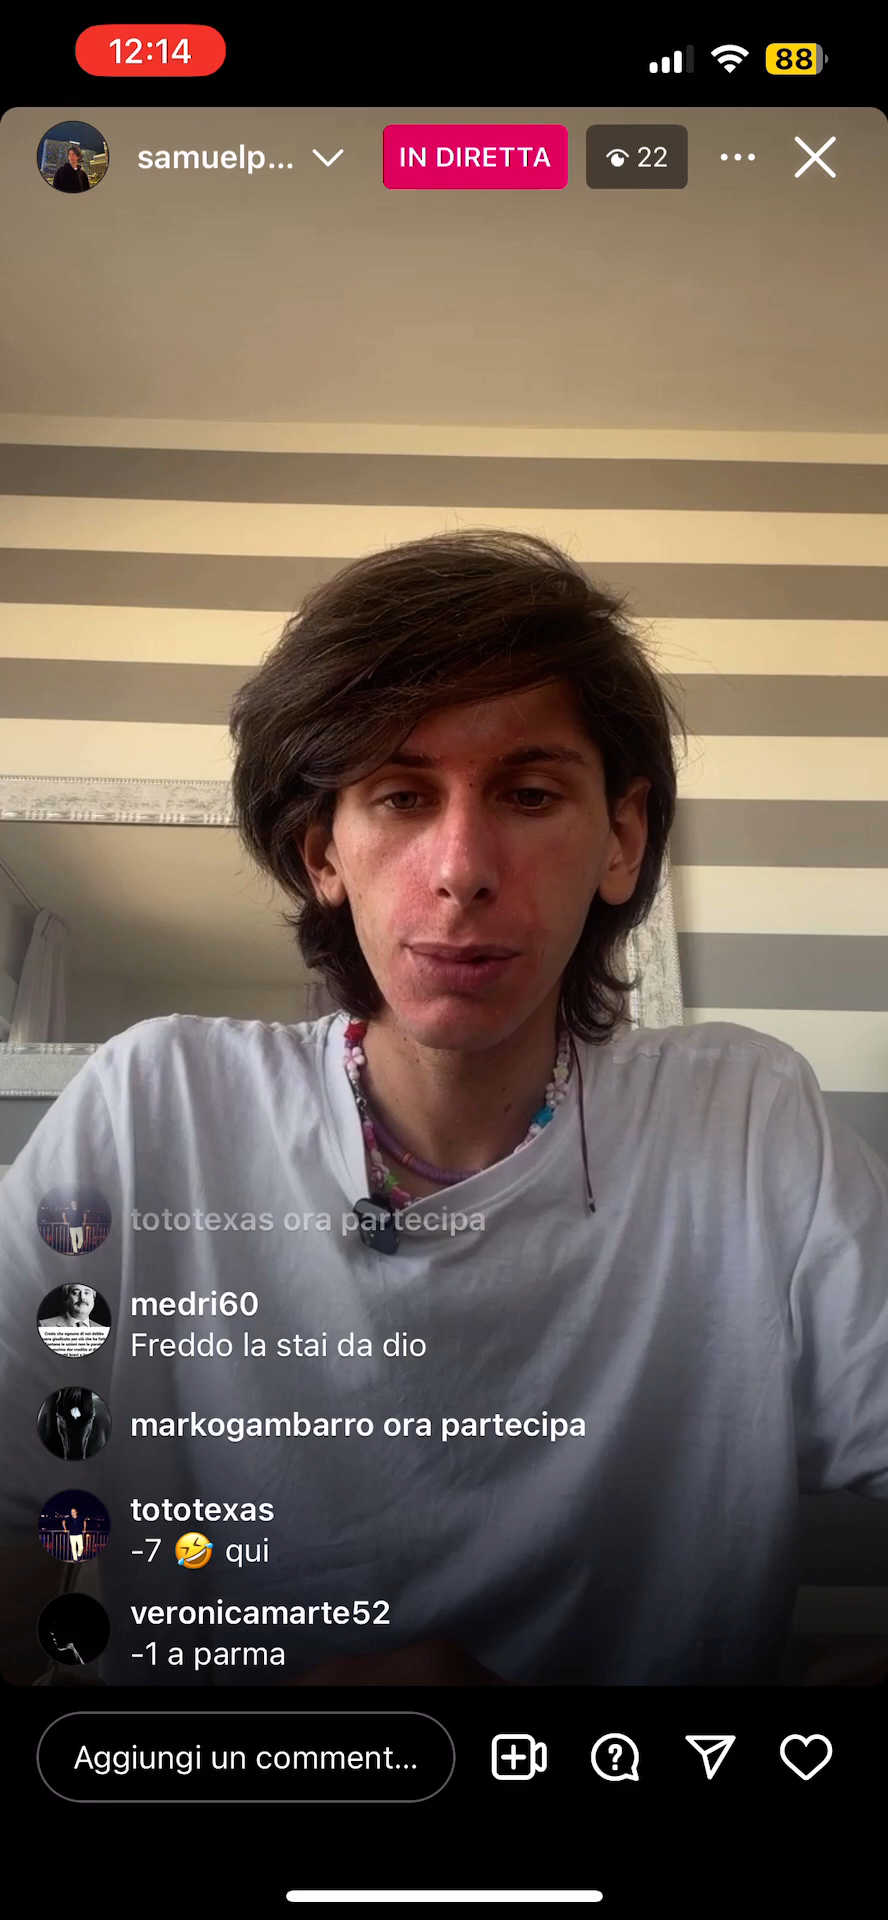 12:14
88
samuelp...
IN DIRETTA
22
tototexas ora partecipa
medri60
Freddo la stai da dio
markogambarro ora partecipa
tototexas
-7 🤣 qui
veronicamarte52
-1 a parma
Aggiungi un comment...